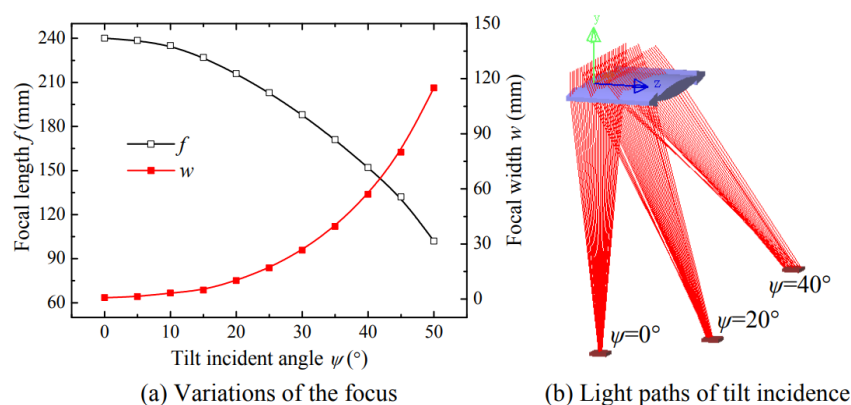 240
210
180
150
120
90
60
Focal length f (mm)
f
w
150
120
90
60
30
0
Focal width w (mm)
0 10 20 30 40 50
Tilt incident angle ψ (°)
(a) Variations of the focus
y
z
ψ=40°
ψ=20°
ψ=0°
(b) Light paths of tilt incidence